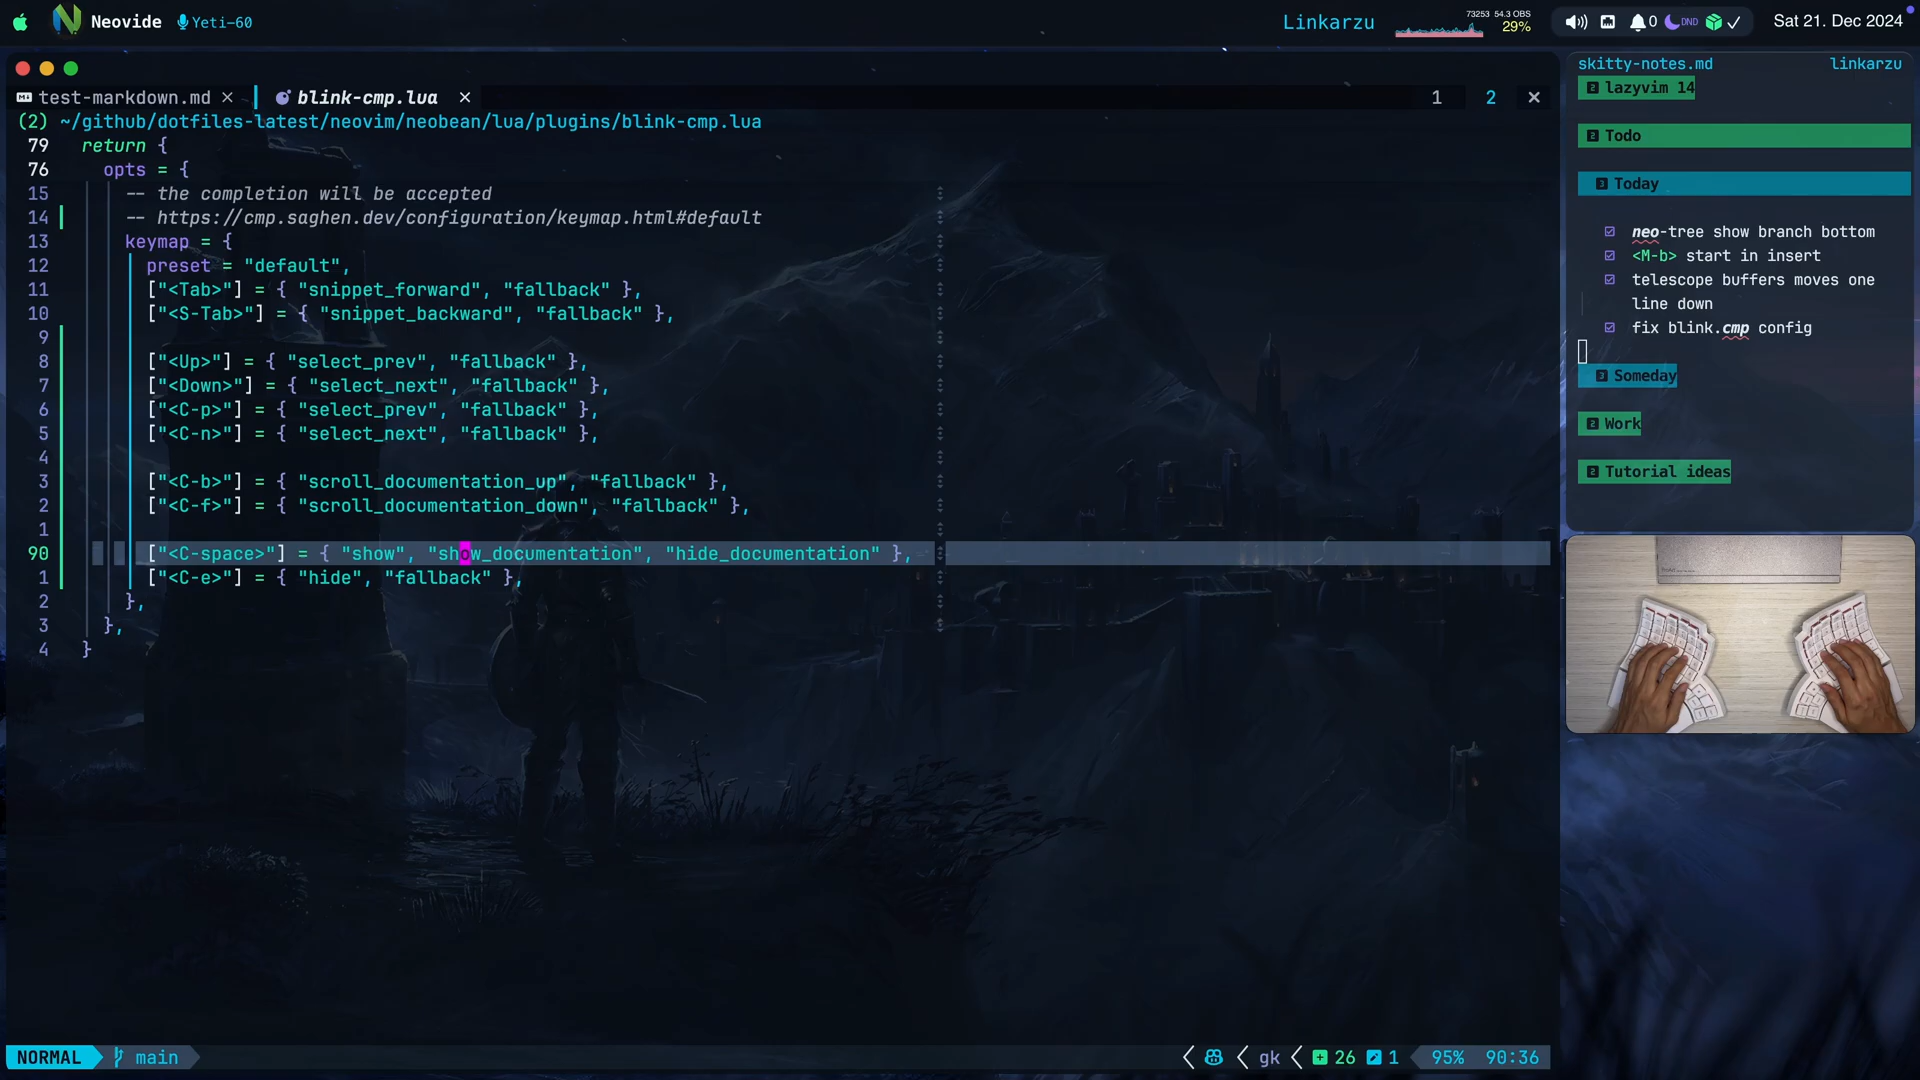 Neovide Yeti-60
Linkarzu
73253 54.3 OBS
29%
0 DND
Sat 21. Dec 2024
test-markdown.md blink-cmp.lua
1 2
(2) ~/github/dotfiles-latest/neovim/neobean/lua/plugins/blink-cmp.lua
79 return {
76 opts = {
15 -- the completion will be accepted
14 -- https://cmp.saghen.dev/configuration/keymap.html#default
13 keymap = {
12 preset = "default",
11 ["<Tab>"] = { "snippet_forward", "fallback" },
10 ["<S-Tab>"] = { "snippet_backward", "fallback" },
9
8 ["<Up>"] = { "select_prev", "fallback" },
7 ["<Down>"] = { "select_next", "fallback" },
6 ["<C-p>"] = { "select_prev", "fallback" },
5 ["<C-n>"] = { "select_next", "fallback" },
4
3 ["<C-b>"] = { "scroll_documentation_up", "fallback" },
2 ["<C-f>"] = { "scroll_documentation_down", "fallback" },
1
90 ["<C-space>"] = { "show", "show_documentation", "hide_documentation" },
1 ["<C-e>"] = { "hide", "fallback" },
2 },
3 },
4 }
NORMAL main
gk 26 1 95% 90:36
skitty-notes.md linkarzu
2 lazyvim 14
2 Todo
3 Today
neo-tree show branch bottom
<M-b> start in insert
telescope buffers moves one
line down
fix blink.cmp config
3 Someday
2 Work
2 Tutorial ideas